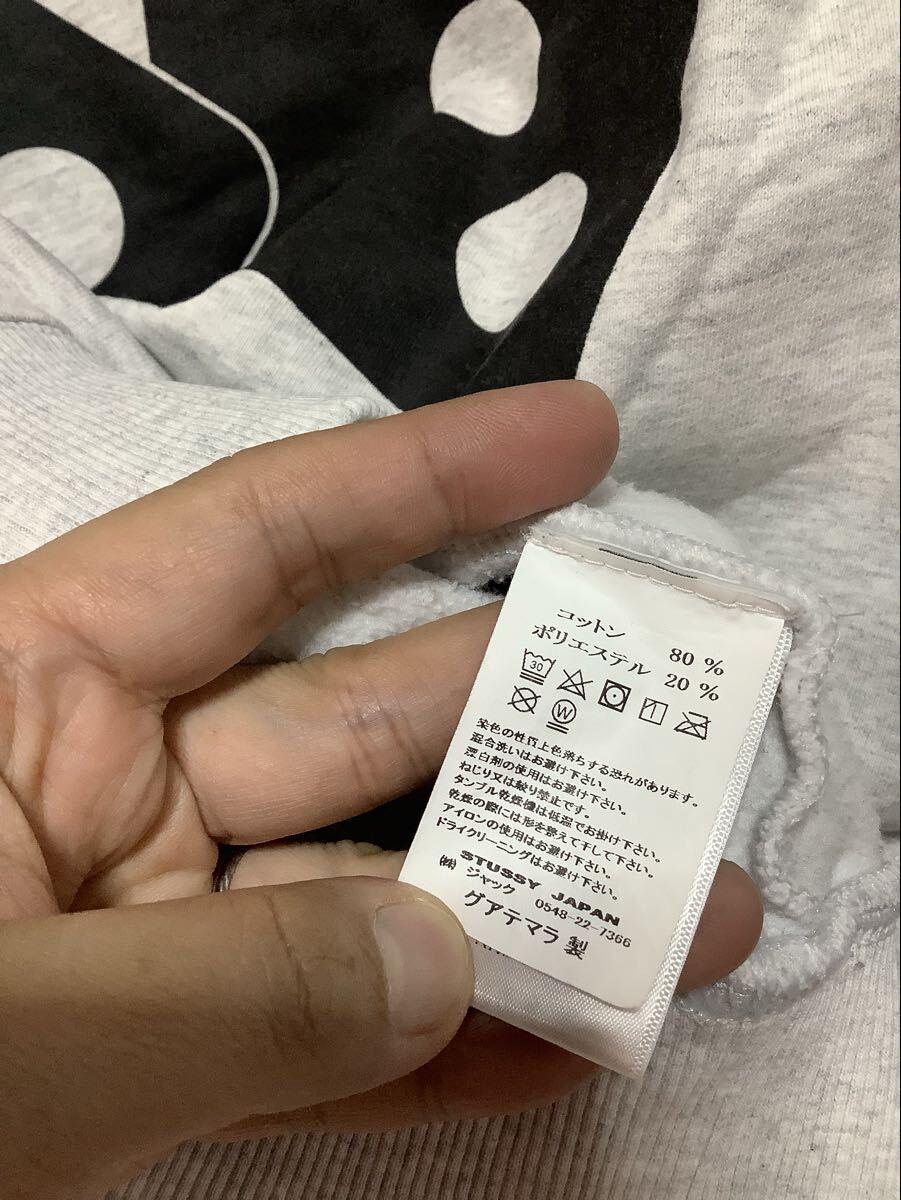 コットン 80 %
ポリエステル 20 %
30
W
染色の性質上色落ちする恐れがあります。
混合洗いはお避け下さい。
漂白剤の使用はお避け下さい。
ねじり又は絞り禁止です。
タンブル乾燥機は低温でお掛け下さい。
乾燥の際には形を整えて干して下さい。
アイロンの使用はお避け下さい。
ドライクリーニングはお避け下さい。
STUSSY JAPAN
㈱ジャック 0548-22-7366
グアテマラ 製